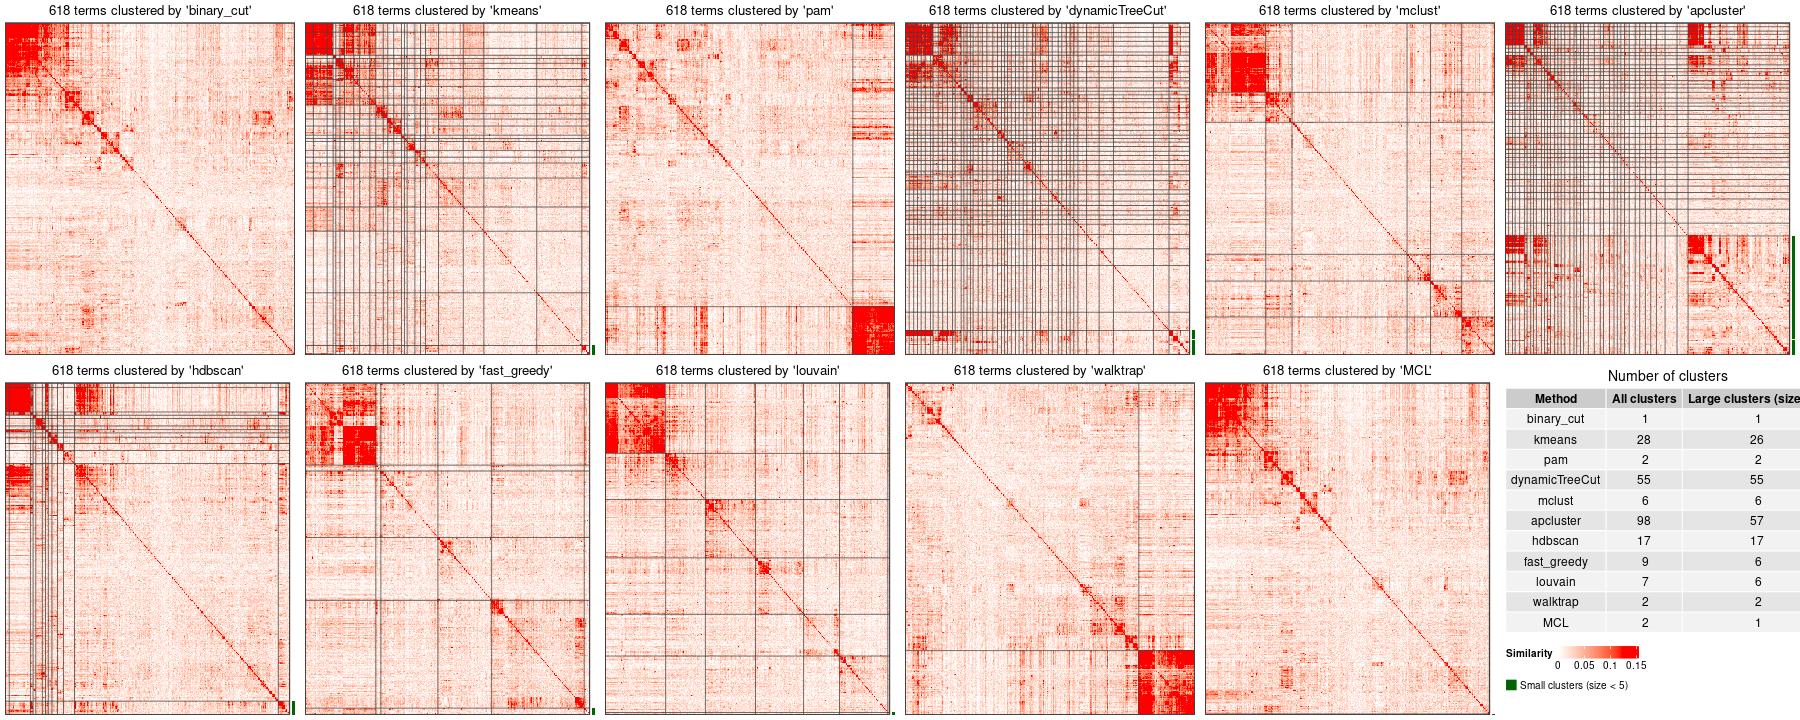 618 terms clustered by 'binary_cut'
618 terms clustered by 'kmeans'
618 terms clustered by 'pam'
618 terms clustered by 'dynamicTreeCut'
618 terms clustered by 'mclust'
618 terms clustered by 'apcluster'
618 terms clustered by 'hdbscan'
618 terms clustered by 'fast_greedy'
618 terms clustered by 'louvain'
618 terms clustered by 'walktrap'
618 terms clustered by 'MCL'
Number of clusters
Method All clusters Large clusters (size
binary_cut 1 1
kmeans 28 26
pam 2 2
dynamicTreeCut 55 55
mclust 6 6
apcluster 98 57
hdbscan 17 17
fast_greedy 9 6
louvain 7 6
walktrap 2 2
MCL 2 1
Similarity
0 0.05 0.1 0.15
Small clusters (size < 5)